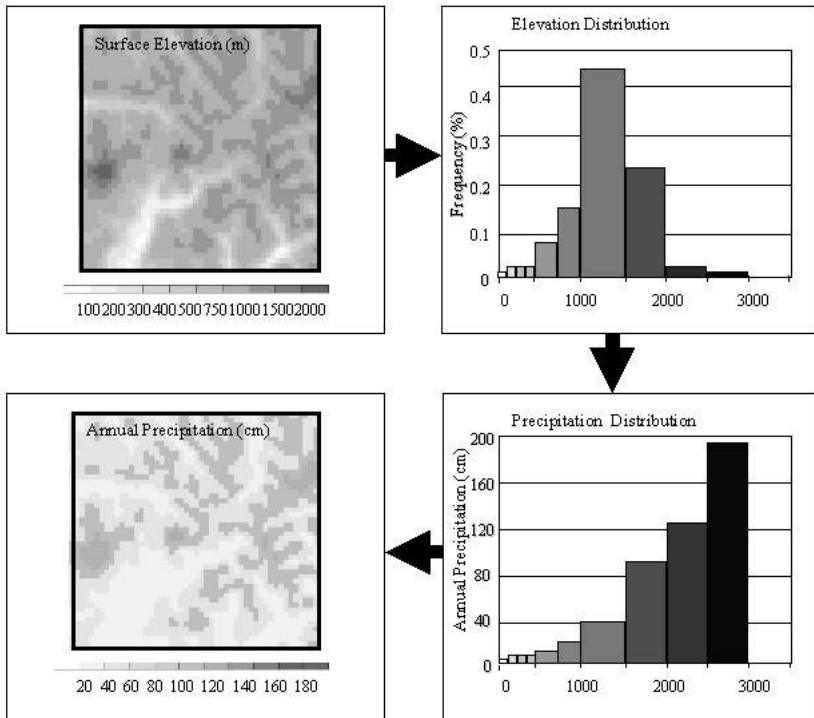 Surface Elevation (m)
100 200 300 400 500 750 1000 1500 2000
Elevation Distribution
Frequency (%)
0.5
0.4
0.3
0.2
0.1
0
0 1000 2000 3000
Annual Precipitation (cm)
20 40 60 80 100 120 140 160 180
Precipitation Distribution
Annual Precipitation (cm)
200
160
120
80
40
0
0 1000 2000 3000